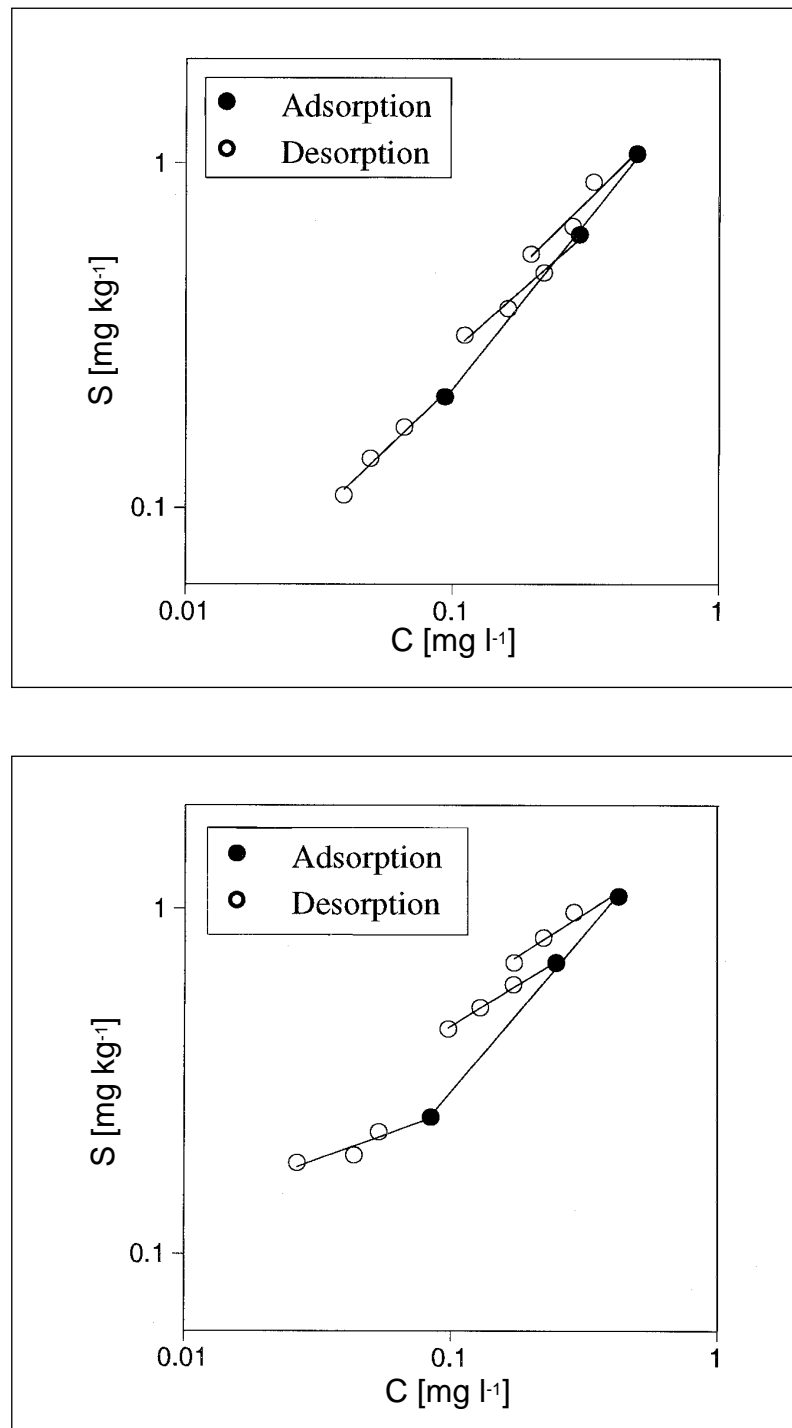 Adsorption
Desorption
1
0.1
S [mg kg-1]
0.01
0.1
1
C [mg l-1]
Adsorption
Desorption
1
0.1
S [mg kg-1]
0.01
0.1
1
C [mg l-1]